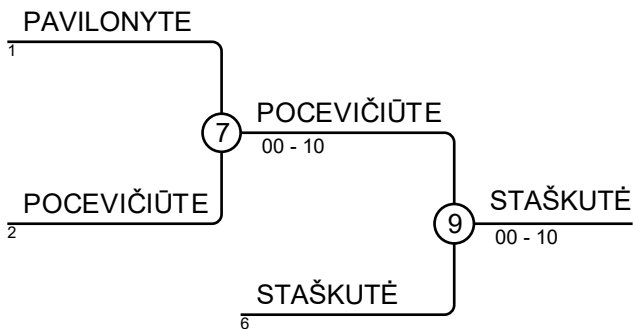 PAVILONYTE
1
7
POCEVIČIŪTE
00 - 10
POCEVIČIŪTE
2
9
STAŠKUTĖ
00 - 10
STAŠKUTĖ
6